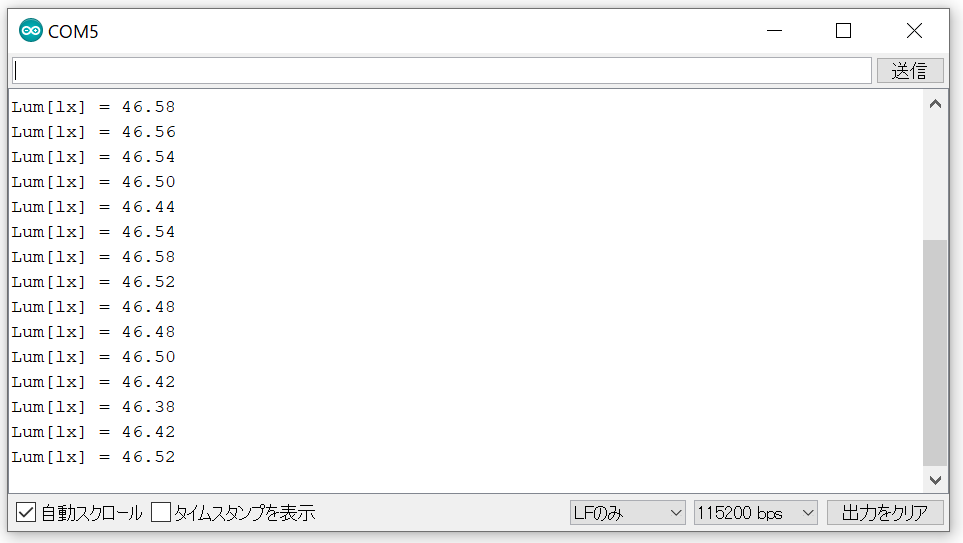 COM5
送信
Lum[lx] = 46.58
Lum[lx] = 46.56
Lum[lx] = 46.54
Lum[lx] = 46.50
Lum[lx] = 46.44
Lum[lx] = 46.54
Lum[lx] = 46.58
Lum[lx] = 46.52
Lum[lx] = 46.48
Lum[lx] = 46.48
Lum[lx] = 46.50
Lum[lx] = 46.42
Lum[lx] = 46.38
Lum[lx] = 46.42
Lum[lx] = 46.52
自動スクロール タイムスタンプを表示 LFのみ 115200 bps 出力をクリア